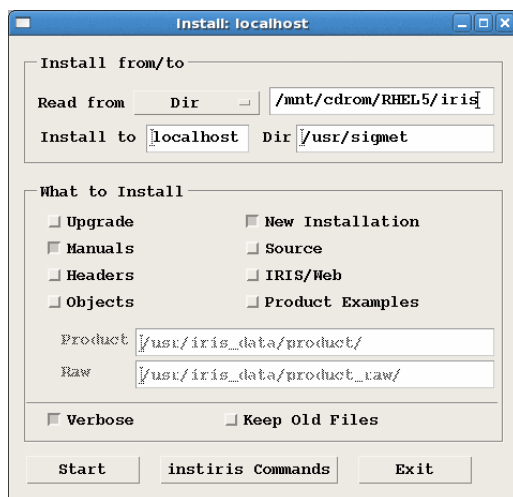 Install: localhost
Install from/to
Read from Dir /mnt/cdrom/RHEL5/iris
Install to localhost Dir /usr/sigmet
What to Install
Upgrade New Installation
Manuals Source
Headers IRIS/Web
Objects Product Examples
Product /usr/iris_data/product/
Raw /usr/iris_data/product_raw/
Verbose Keep Old Files
Start instiris Commands Exit